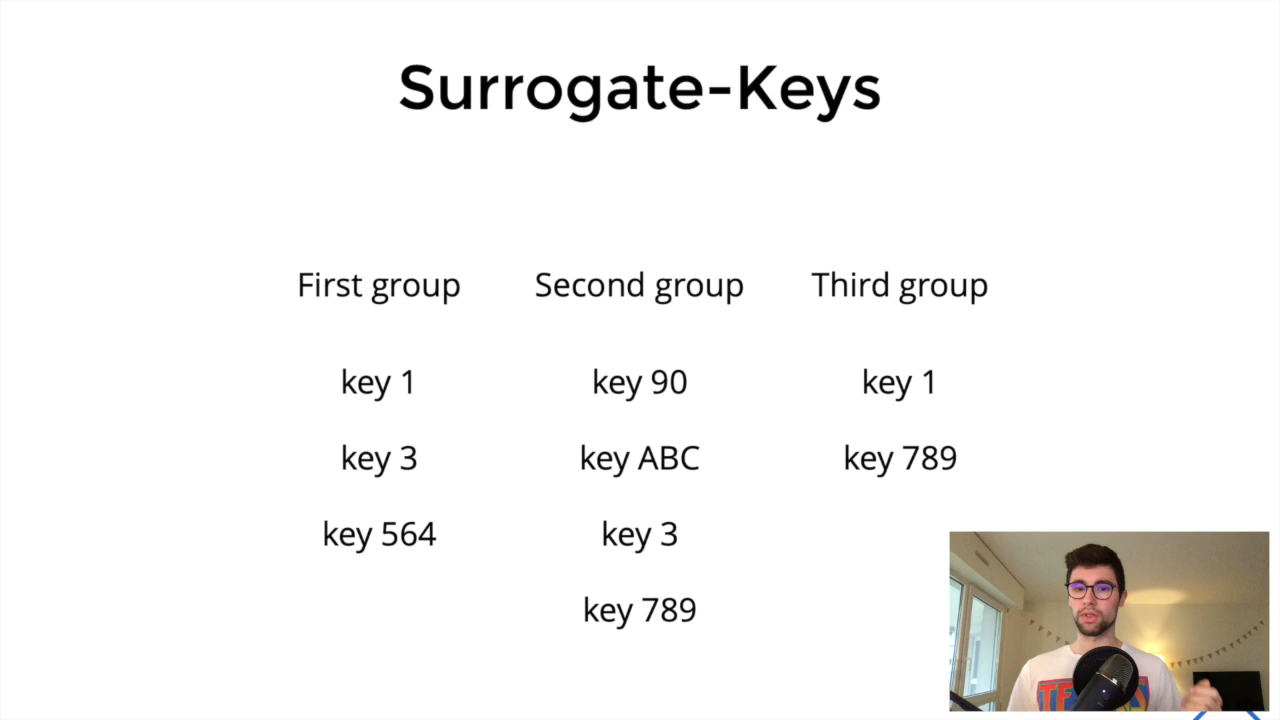 Surrogate-Keys
First group Second group Third group
key 1 key 90 key 1
key 3 key ABC key 789
key 564 key 3
key 789